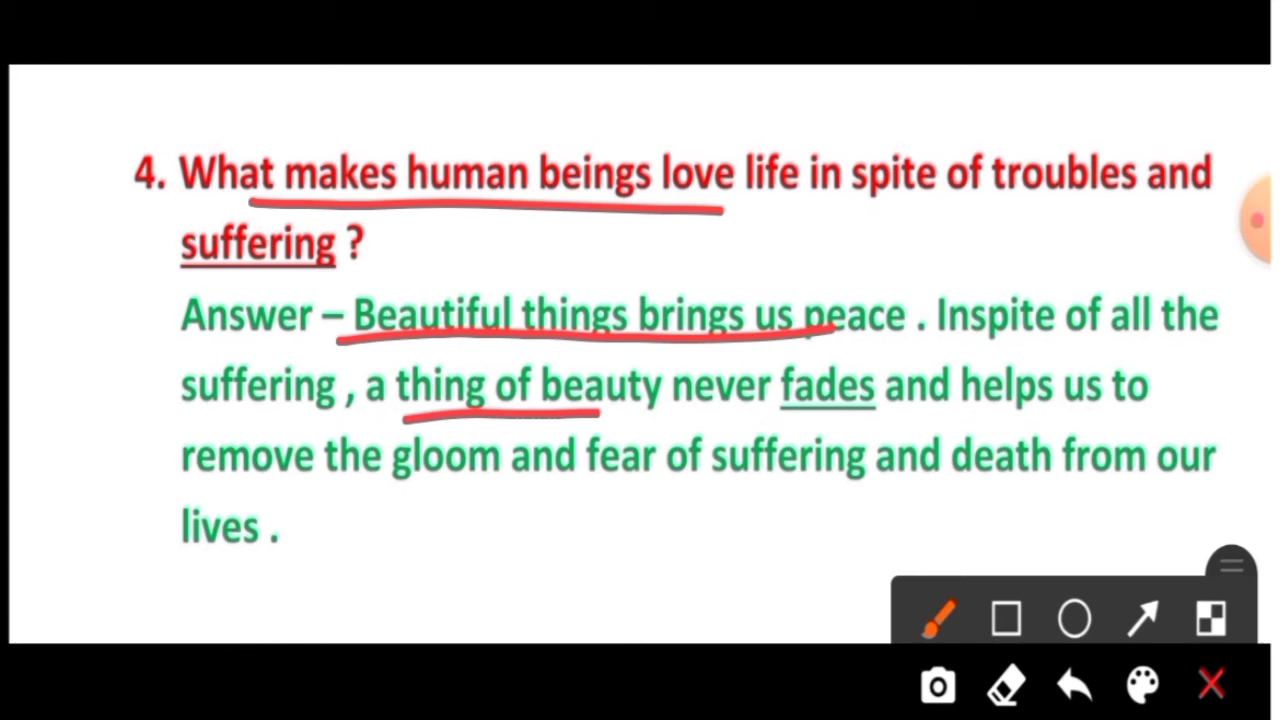 4. What makes human beings love life in spite of troubles and
suffering ?
Answer – Beautiful things brings us peace . Inspite of all the
suffering , a thing of beauty never fades and helps us to
remove the gloom and fear of suffering and death from our
lives .